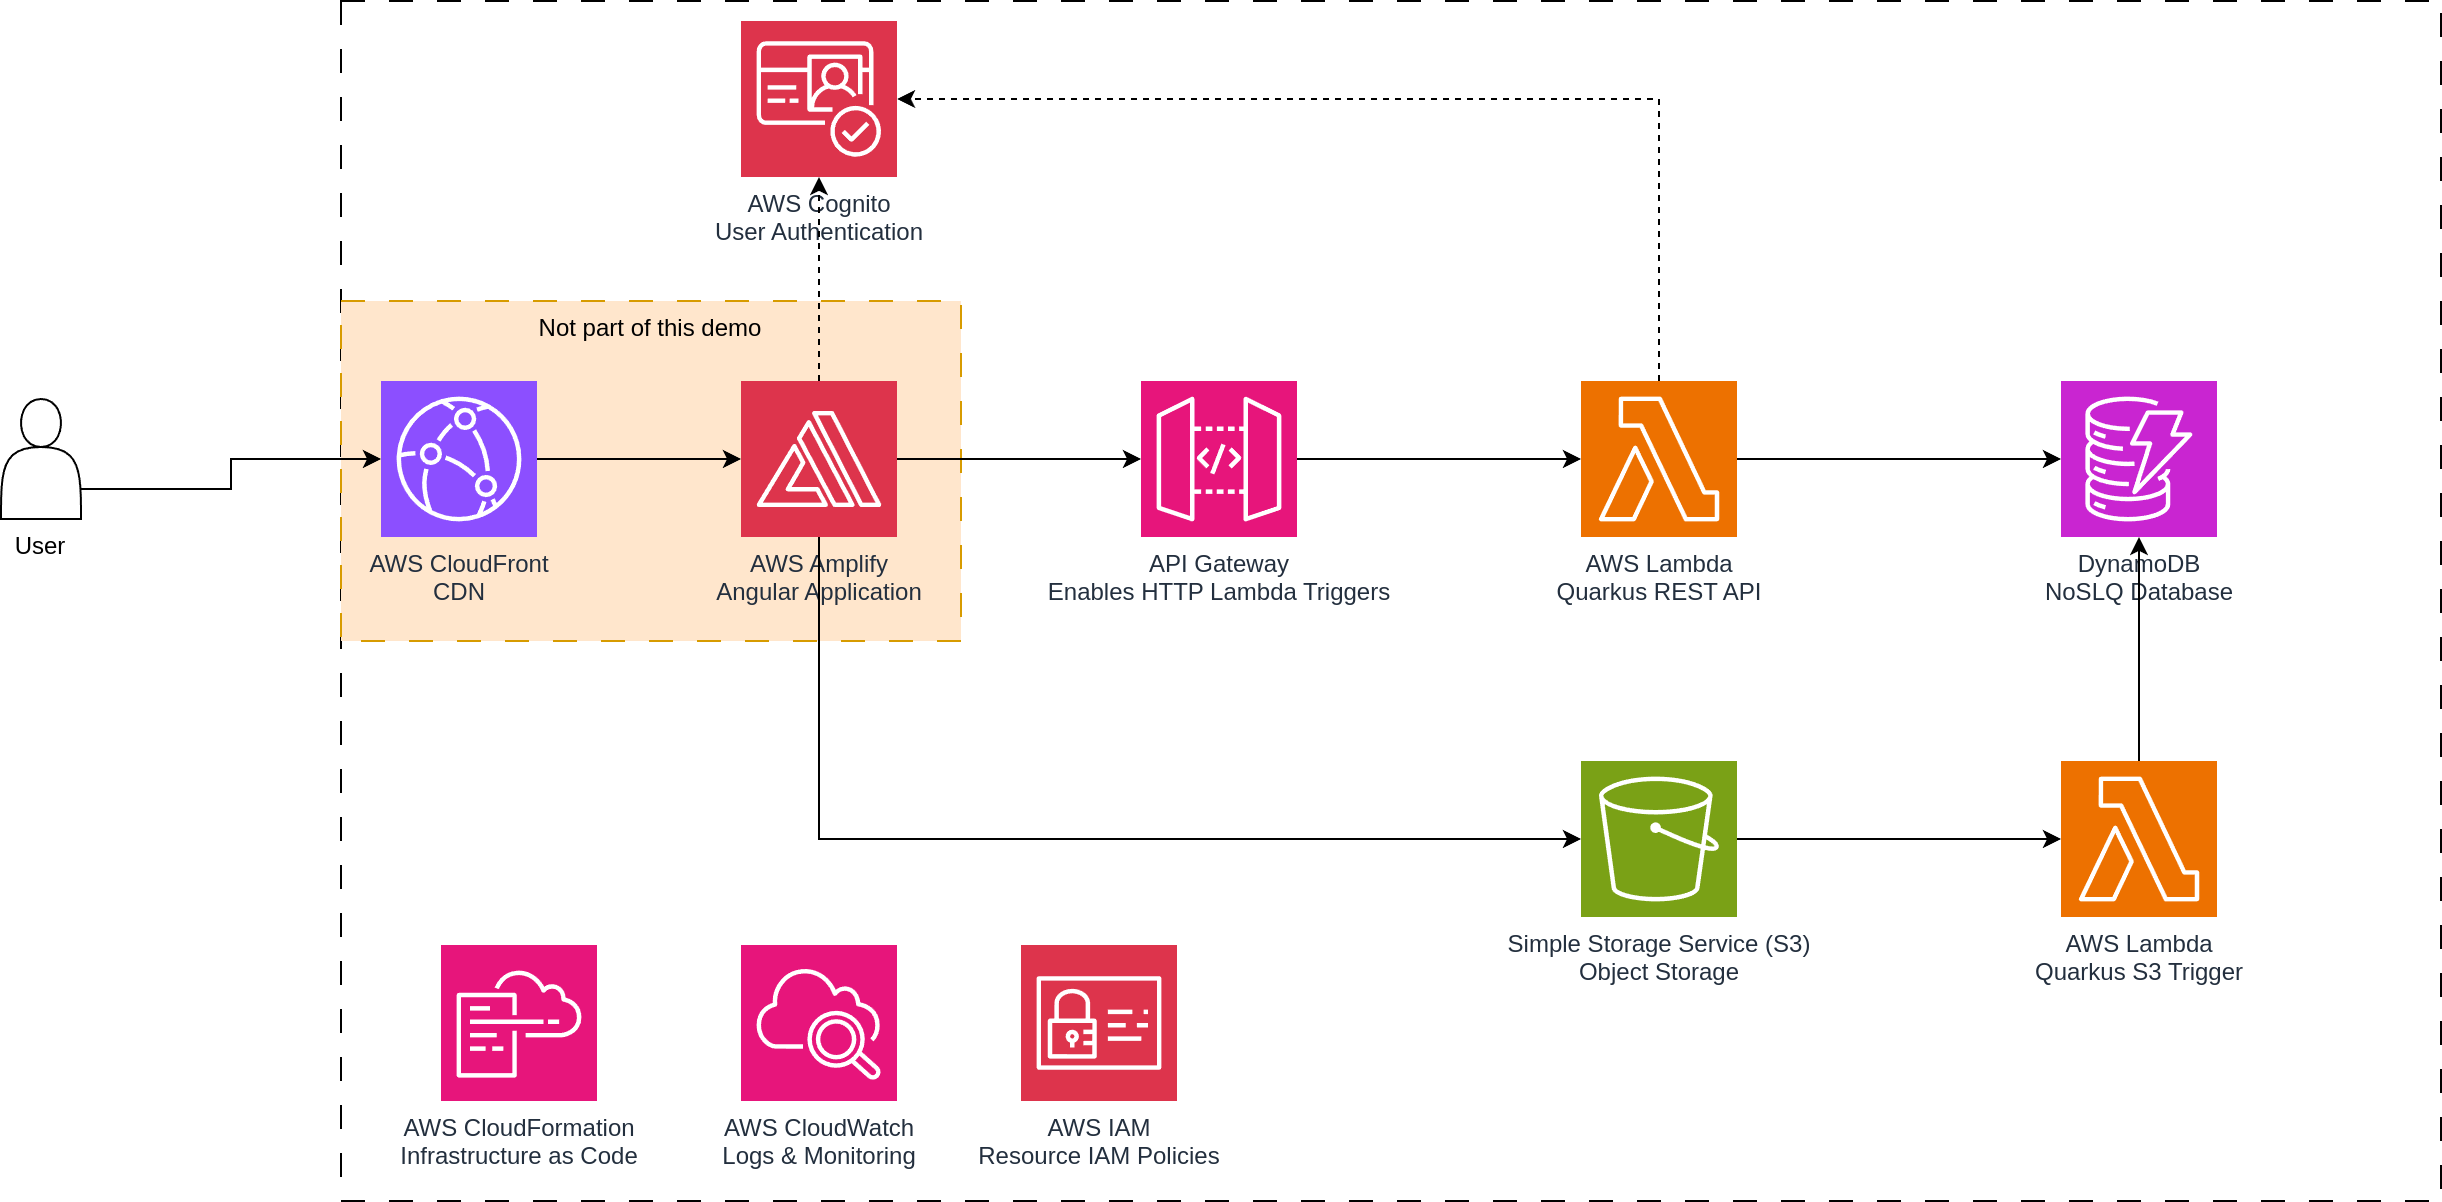 AWS Cognito
User Authentication
Not part of this demo
User
AWS CloudFront
CDN
AWS Amplify
Angular Application
API Gateway
Enables HTTP Lambda Triggers
AWS Lambda
Quarkus REST API
DynamoDB
NoSLQ Database
Simple Storage Service (S3)
Object Storage
AWS Lambda
Quarkus S3 Trigger
AWS CloudFormation
Infrastructure as Code
AWS CloudWatch
Logs & Monitoring
AWS IAM
Resource IAM Policies